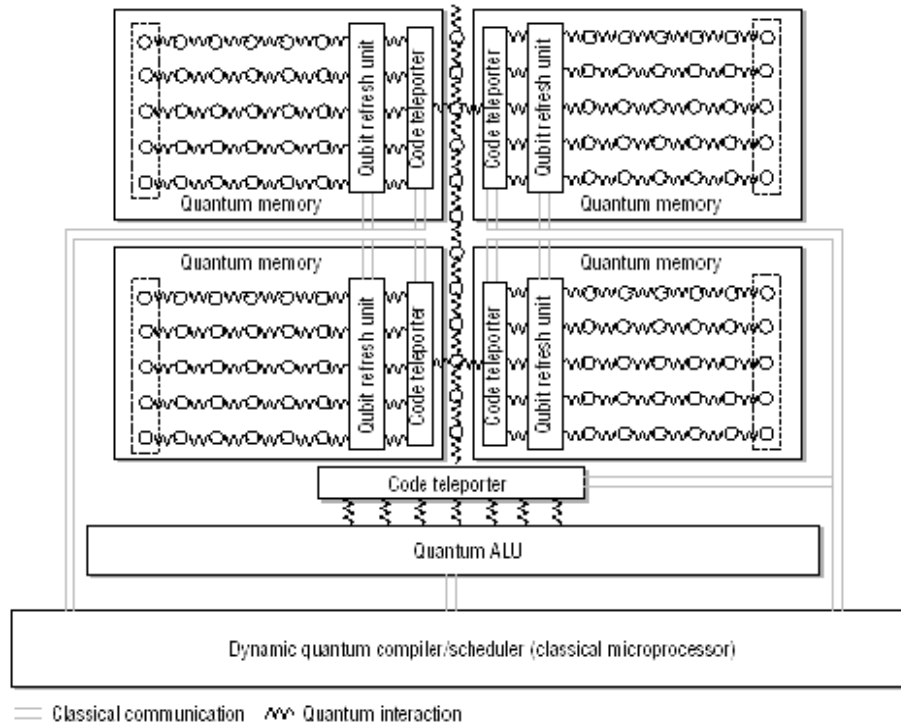 Qubit refresh unit
Code teleporter
Code teleporter
Qubit refresh unit
Quantum memory
Quantum memory
Quantum memory
Quantum memory
Qubit refresh unit
Code teleporter
Code teleporter
Qubit refresh unit
Code teleporter
Quantum ALU
Dynamic quantum compiler/scheduler (classical microprocessor)
Classical communication
Quantum interaction